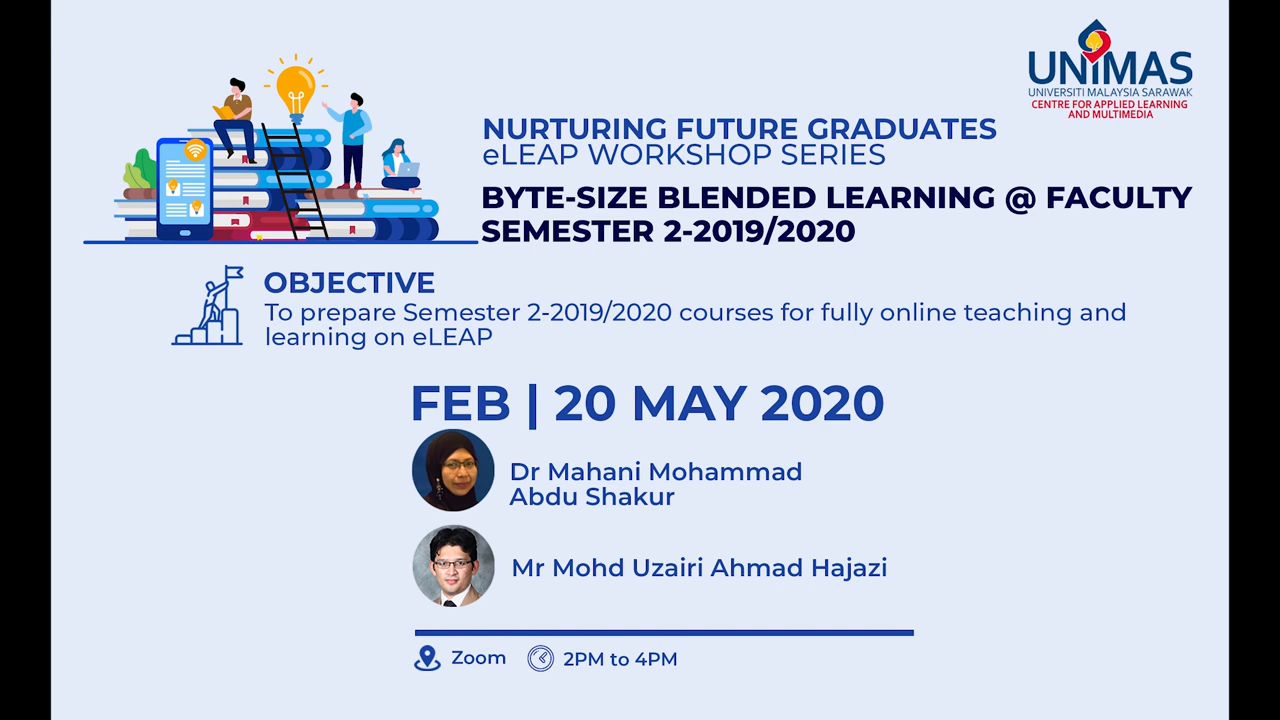 UNIMAS
UNIVERSITI MALAYSIA SARAWAK
CENTRE FOR APPLIED LEARNING
AND MULTIMEDIA
NURTURING FUTURE GRADUATES
eLEAP WORKSHOP SERIES
BYTE-SIZE BLENDED LEARNING @ FACULTY
SEMESTER 2-2019/2020
OBJECTIVE
To prepare Semester 2-2019/2020 courses for fully online teaching and
learning on eLEAP
FEB | 20 MAY 2020
Dr Mahani Mohammad
Abdu Shakur
Mr Mohd Uzairi Ahmad Hajazi
Zoom
2PM to 4PM